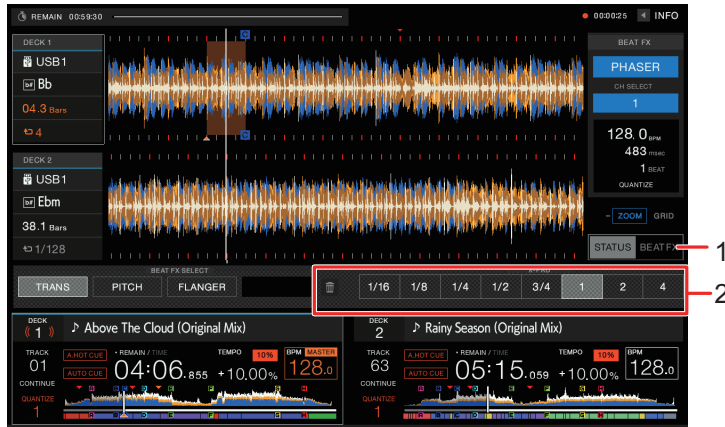 REMAIN 00:59:30
00:00:25 INFO
DECK 1
USB1
Bb
04.3 Bars
4
C
C
DECK 2
USB1
Ebm
38.1 Bars
1/128
BEAT FX
PHASER
CH SELECT
1
128.0 BPM
483 msec
1 BEAT
QUANTIZE
- ZOOM GRID
STATUS BEAT FX
1
BEAT FX SELECT
X-PAD
TRANS PITCH FLANGER
1/16 1/8 1/4 1/2 3/4 1 2 4
2
DECK
1
Above The Cloud (Original Mix)
TRACK
01
CONTINUE
QUANTIZE
1
A.HOT CUE
AUTO CUE
• REMAIN / TIME
04:06.855
TEMPO 10%
+10.00%
BPM MASTER
128.0
DECK
2
Rainy Season (Original Mix)
TRACK
63
CONTINUE
QUANTIZE
1
A.HOT CUE
AUTO CUE
• REMAIN / TIME
05:15.059
TEMPO 10%
+10.00%
BPM
128.0